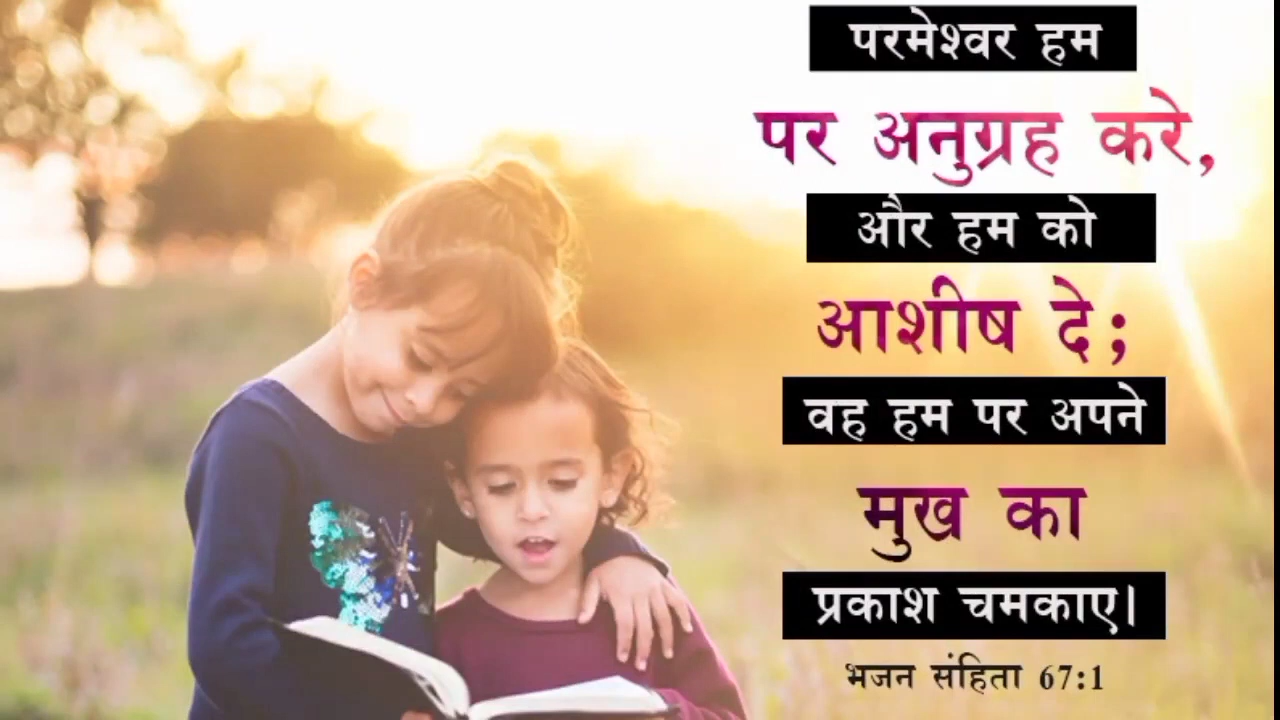 परमेश्वर हम
पर अनुग्रह करे,
और हम को
आशीष दे;
वह हम पर अपने
मुख का
प्रकाश चमकाए।
भजन संहिता 67:1